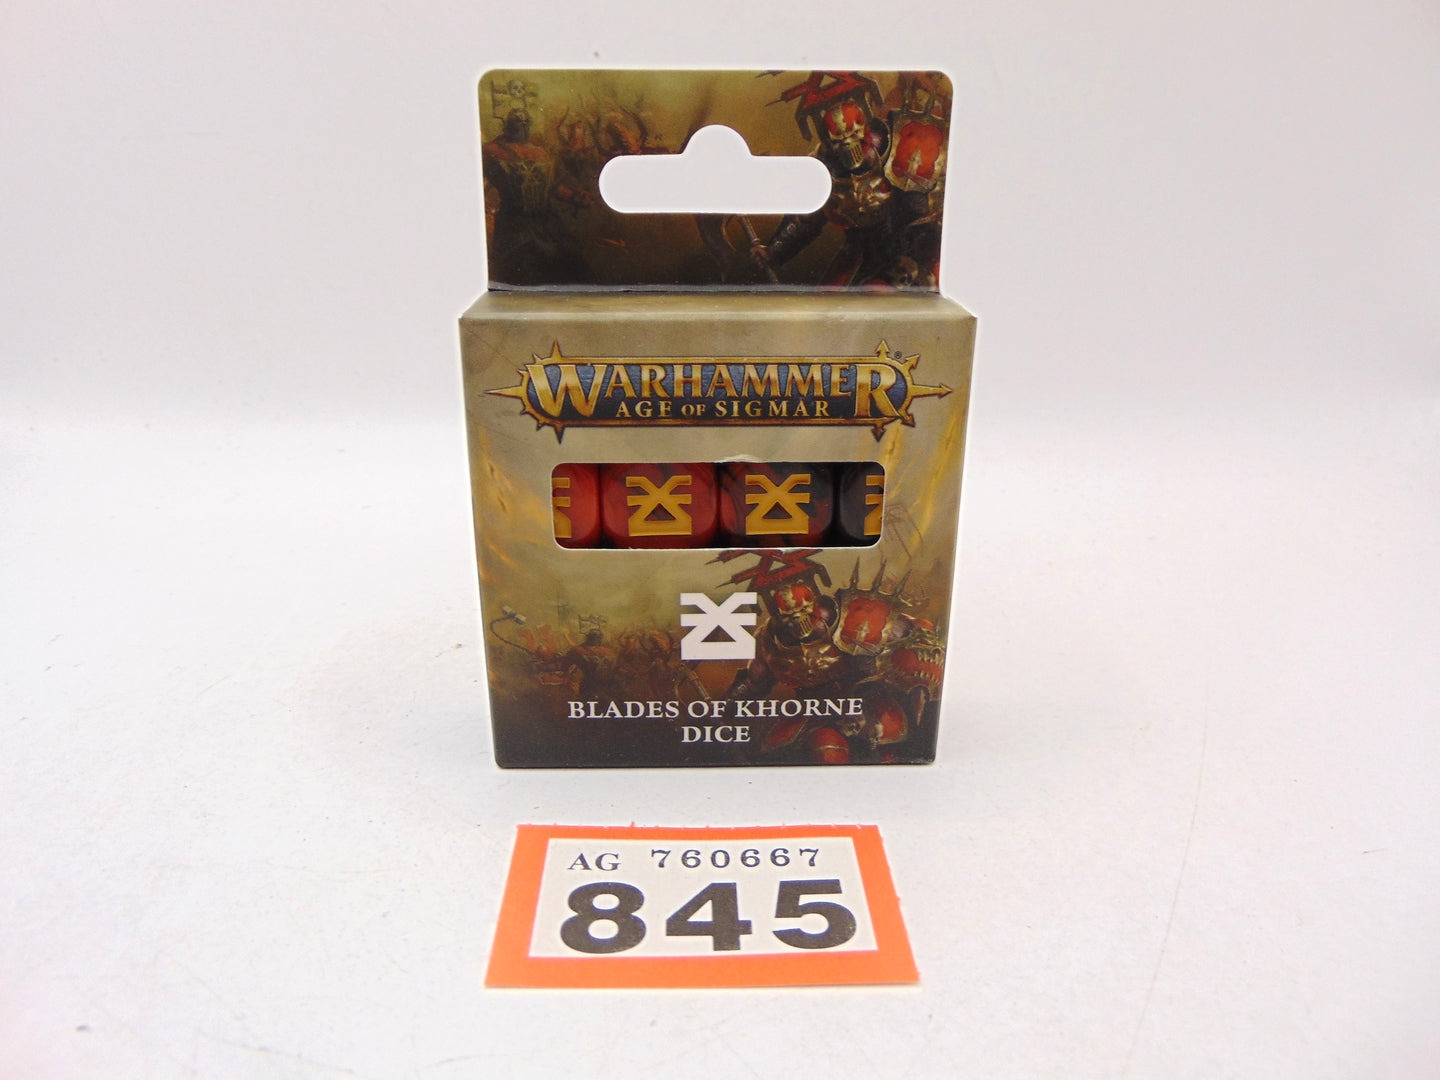 WARHAMMER®
AGE OF SIGMAR
BLADES OF KHORNE
DICE
AG 760667
845